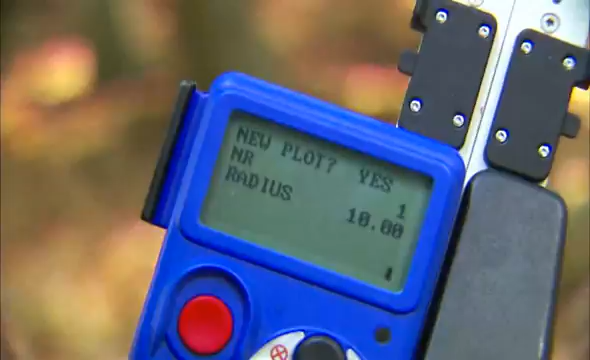 NEW PLOT? YES
NR 1
RADIUS 10.00